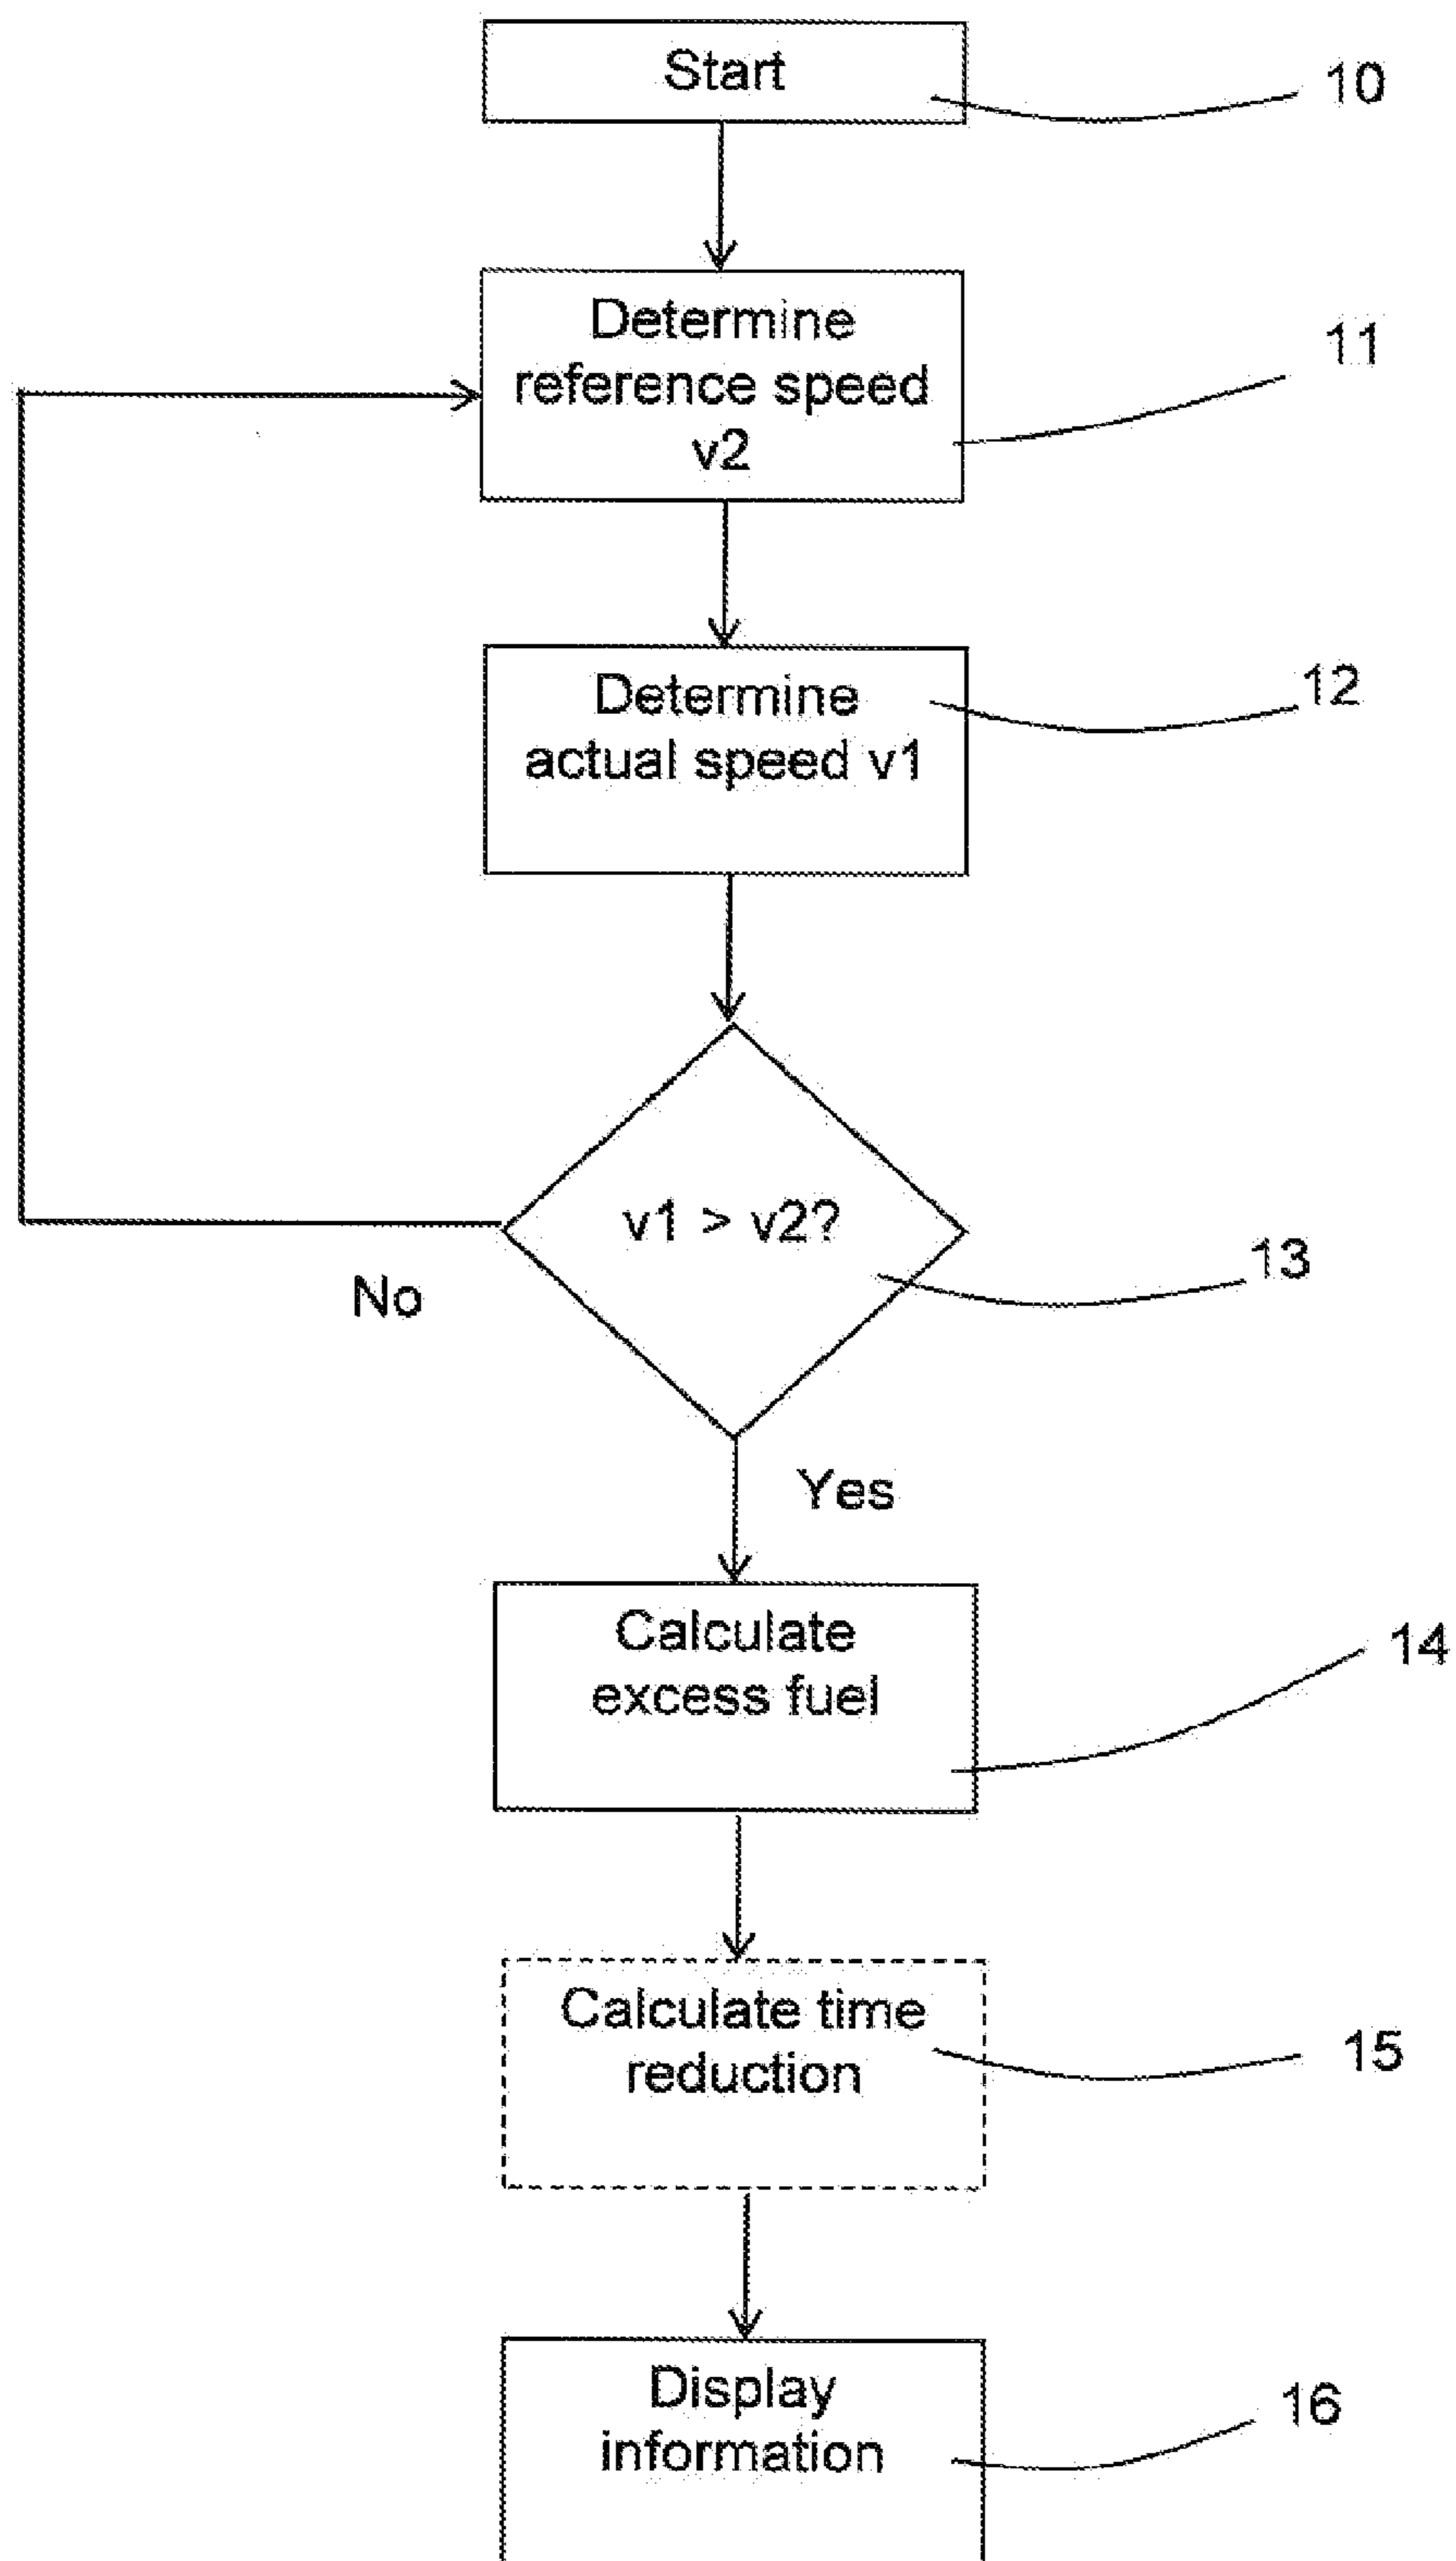 Start
10
Determine
reference speed
v2
11
Determine
actual speed v1
12
v1 > v2?
13
No
Yes
Calculate
excess fuel
14
Calculate time
reduction
15
Display
information
16